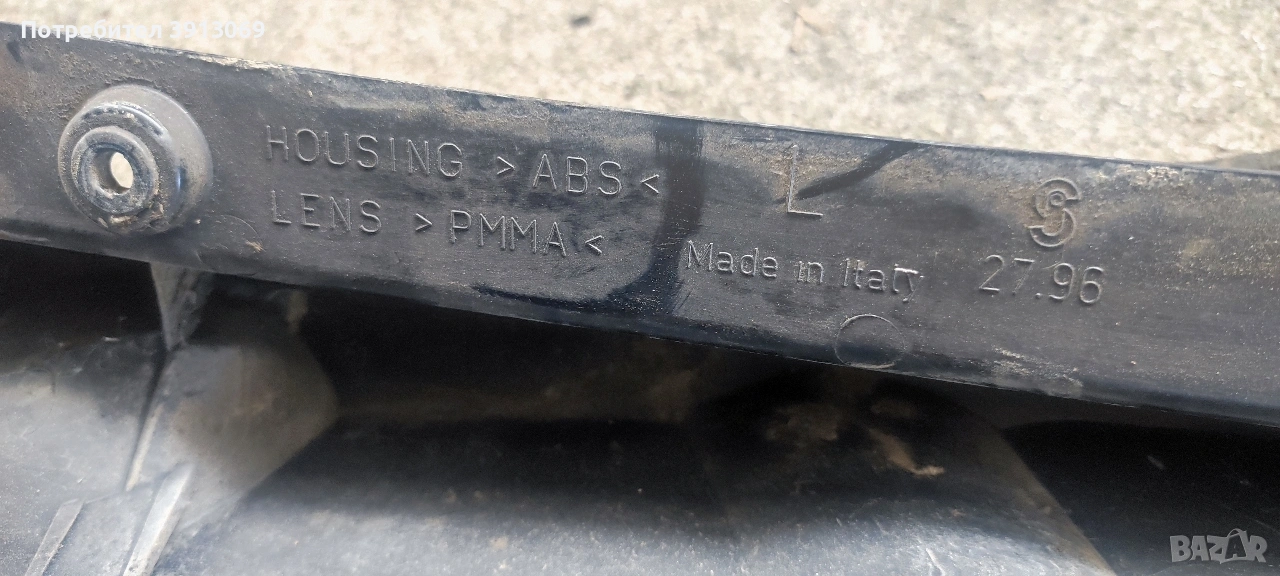 Потребител 3913089
HOUSING >ABS<
LENS >PMMA<
L
Made in Italy
S
27.96
BAZAR